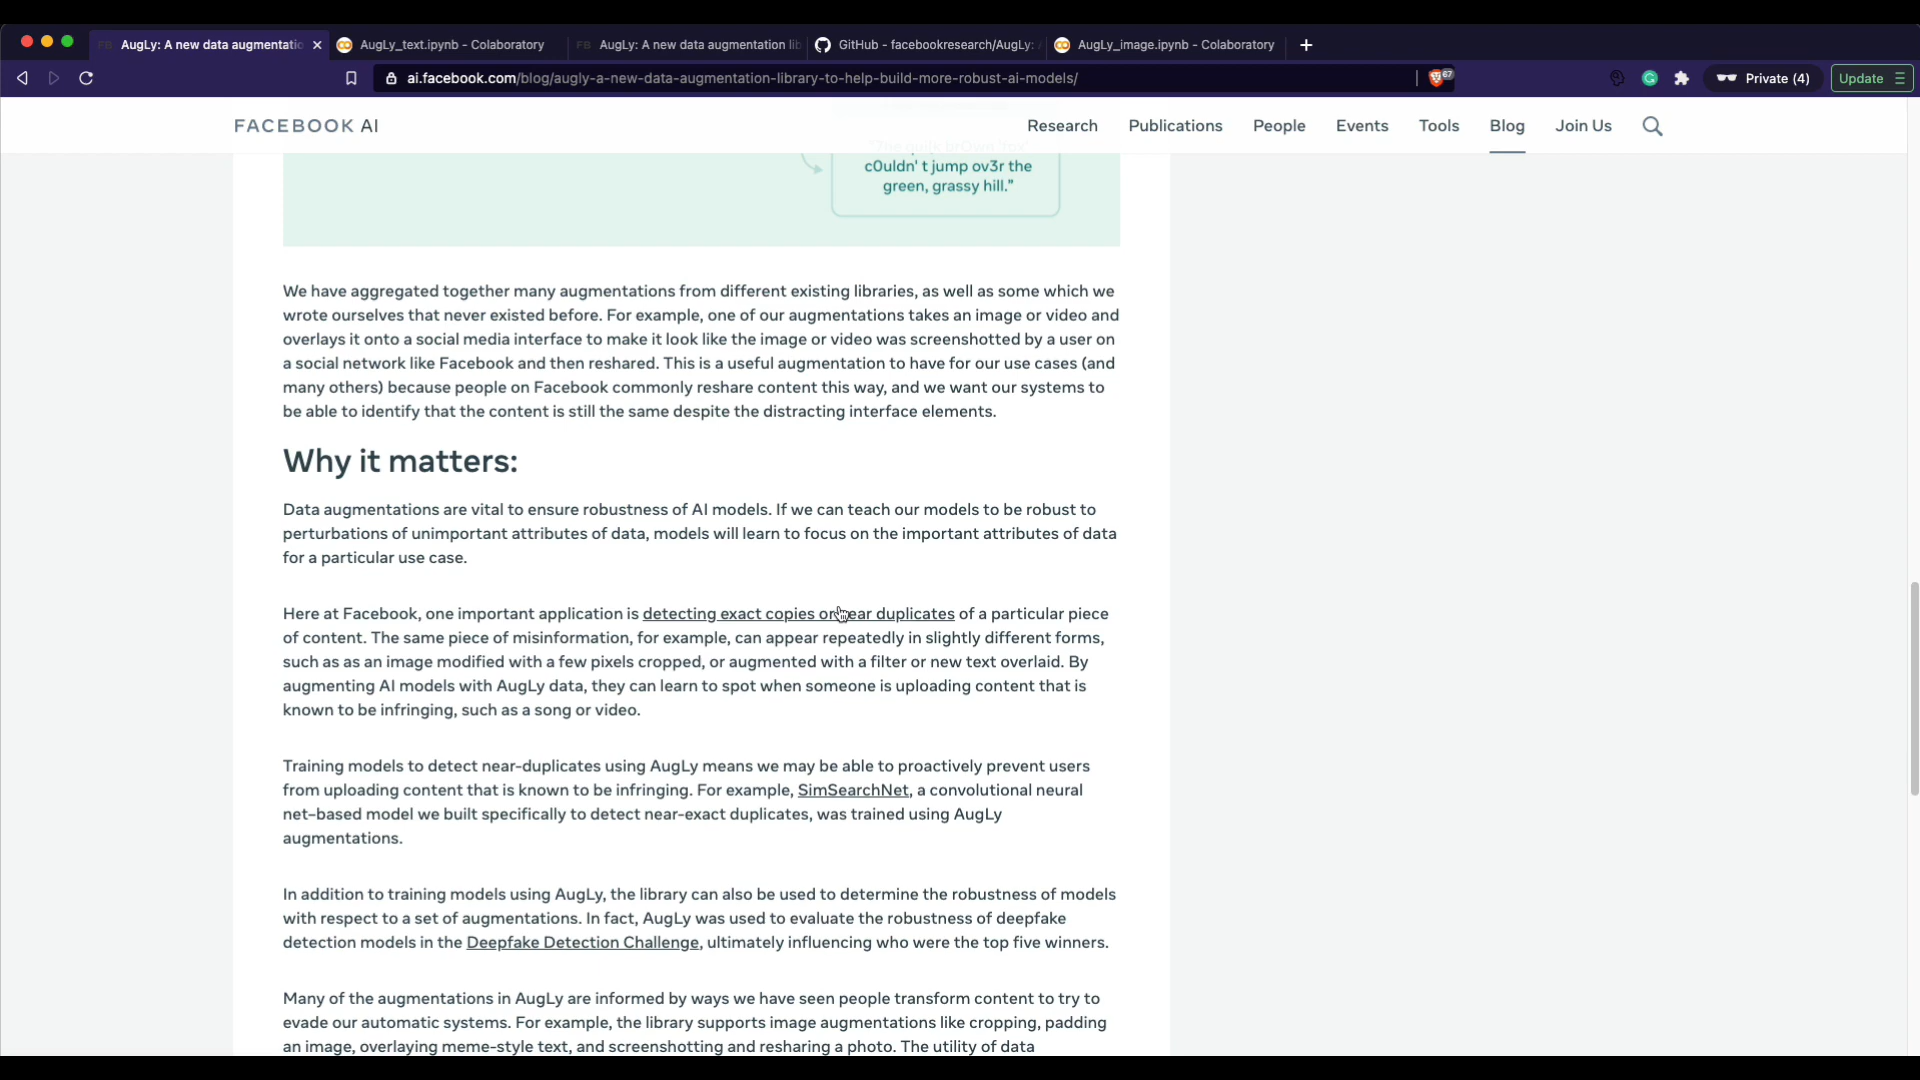 AugLy: A new data augmentatio
AugLy_text.ipynb - Colaboratory
AugLy: A new data augmentation li
GitHub - facebookresearch/AugLy:
AugLy_image.ipynb - Colaboratory
ai.facebook.com/blog/augly-a-new-data-augmentation-library-to-help-build-more-robust-ai-models/
67
Private (4)
Update
FACEBOOK AI
Research
Publications
People
Events
Tools
Blog
Join Us
c0uldn' t jump ov3r the
green, grassy hill.”
We have aggregated together many augmentations from different existing libraries, as well as some which we
wrote ourselves that never existed before. For example, one of our augmentations takes an image or video and
overlays it onto a social media interface to make it look like the image or video was screenshotted by a user on
a social network like Facebook and then reshared. This is a useful augmentation to have for our use cases (and
many others) because people on Facebook commonly reshare content this way, and we want our systems to
be able to identify that the content is still the same despite the distracting interface elements.
Why it matters:
Data augmentations are vital to ensure robustness of AI models. If we can teach our models to be robust to
perturbations of unimportant attributes of data, models will learn to focus on the important attributes of data
for a particular use case.
Here at Facebook, one important application is detecting exact copies or near duplicates of a particular piece
of content. The same piece of misinformation, for example, can appear repeatedly in slightly different forms,
such as as an image modified with a few pixels cropped, or augmented with a filter or new text overlaid. By
augmenting AI models with AugLy data, they can learn to spot when someone is uploading content that is
known to be infringing, such as a song or video.
Training models to detect near-duplicates using AugLy means we may be able to proactively prevent users
from uploading content that is known to be infringing. For example, SimSearchNet, a convolutional neural
net-based model we built specifically to detect near-exact duplicates, was trained using AugLy
augmentations.
In addition to training models using AugLy, the library can also be used to determine the robustness of models
with respect to a set of augmentations. In fact, AugLy was used to evaluate the robustness of deepfake
detection models in the Deepfake Detection Challenge, ultimately influencing who were the top five winners.
Many of the augmentations in AugLy are informed by ways we have seen people transform content to try to
evade our automatic systems. For example, the library supports image augmentations like cropping, padding
an image, overlaying meme-style text, and screenshotting and resharing a photo. The utility of data